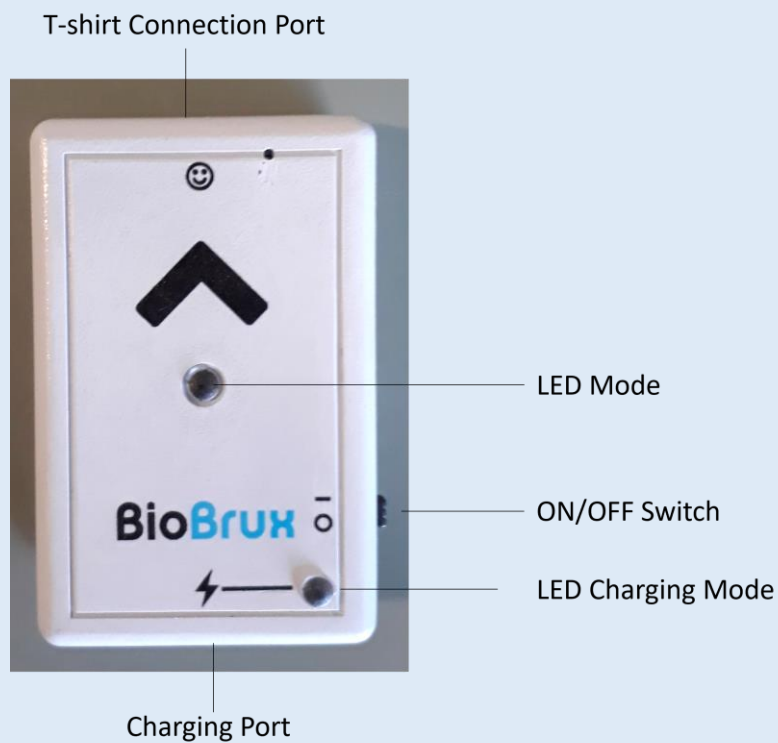 T-shirt Connection Port
LED Mode
BioBrux
ON/OFF Switch
LED Charging Mode
Charging Port